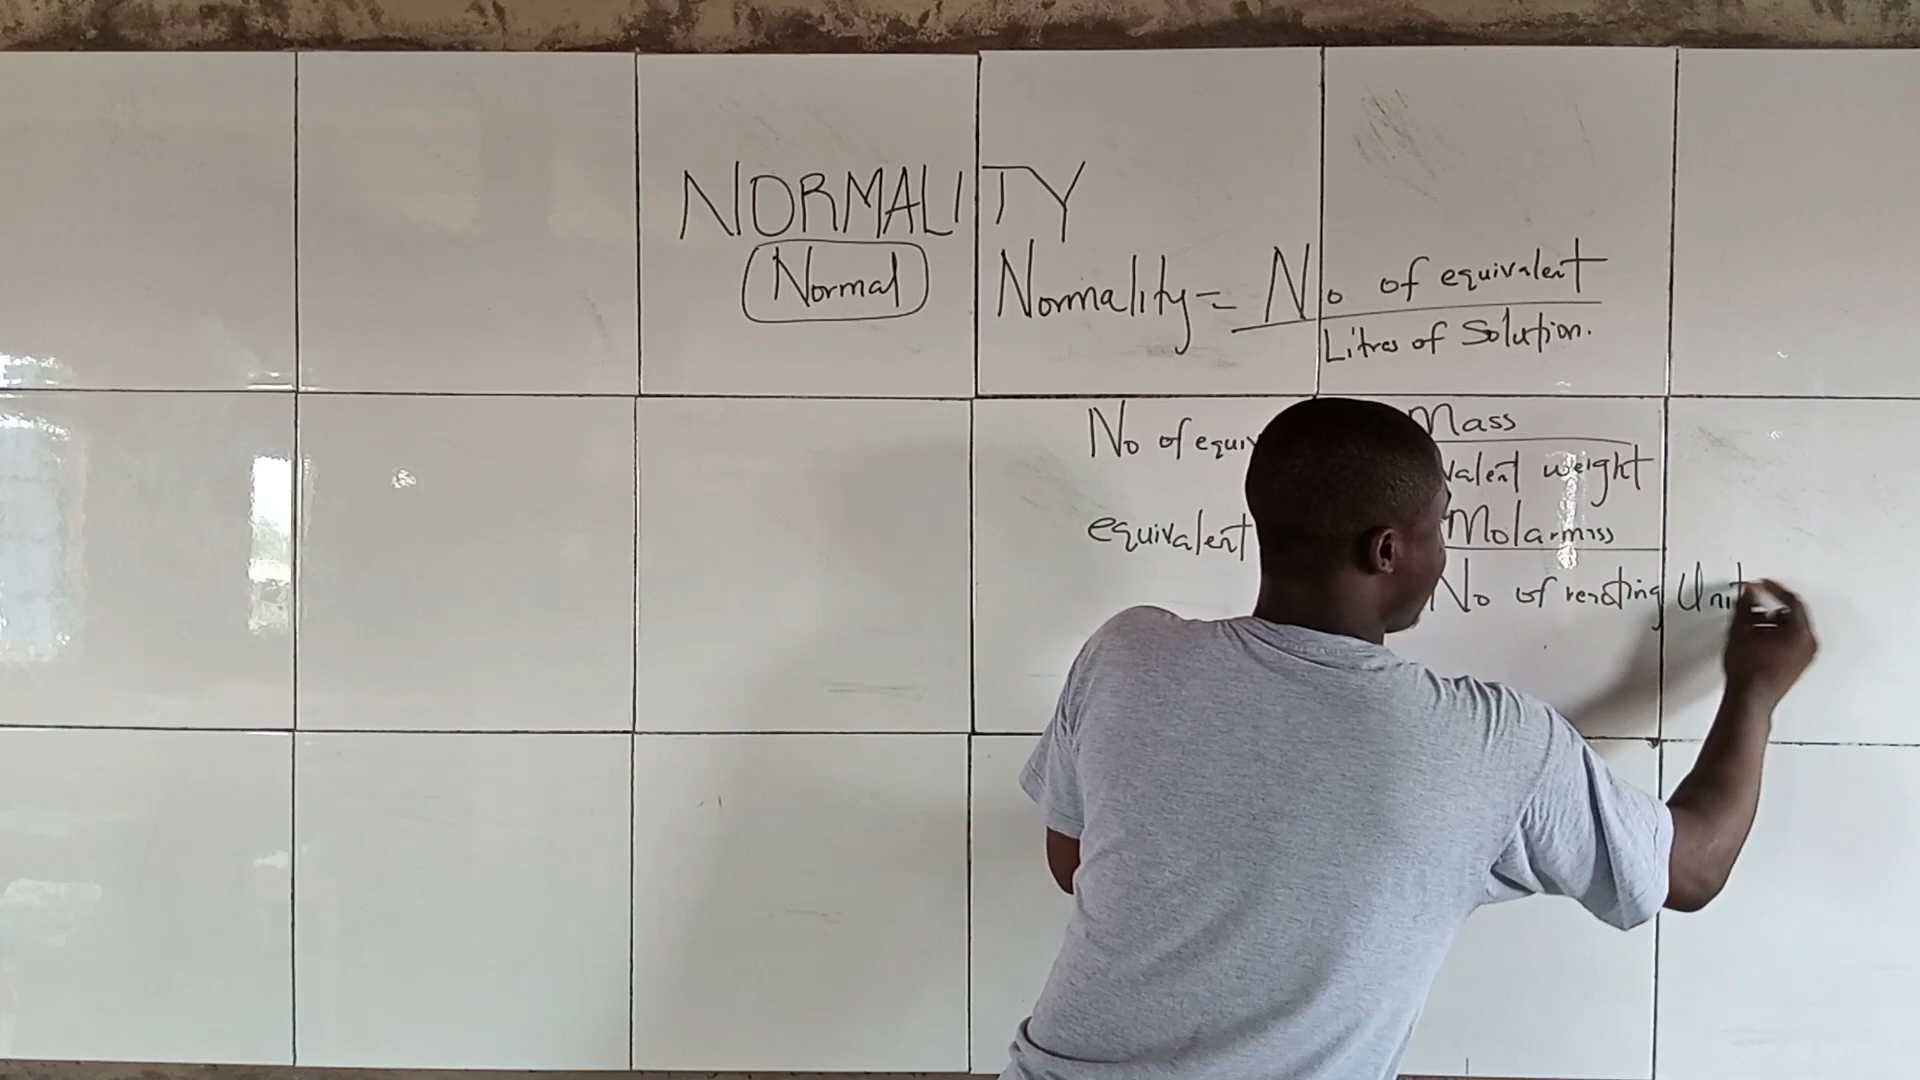 NORMALITY
Normal
Normality = No of equivalent
Litres of Solution.
No of equiv Mass
valent weight
equivalent Molar mass
No of reacting Unit